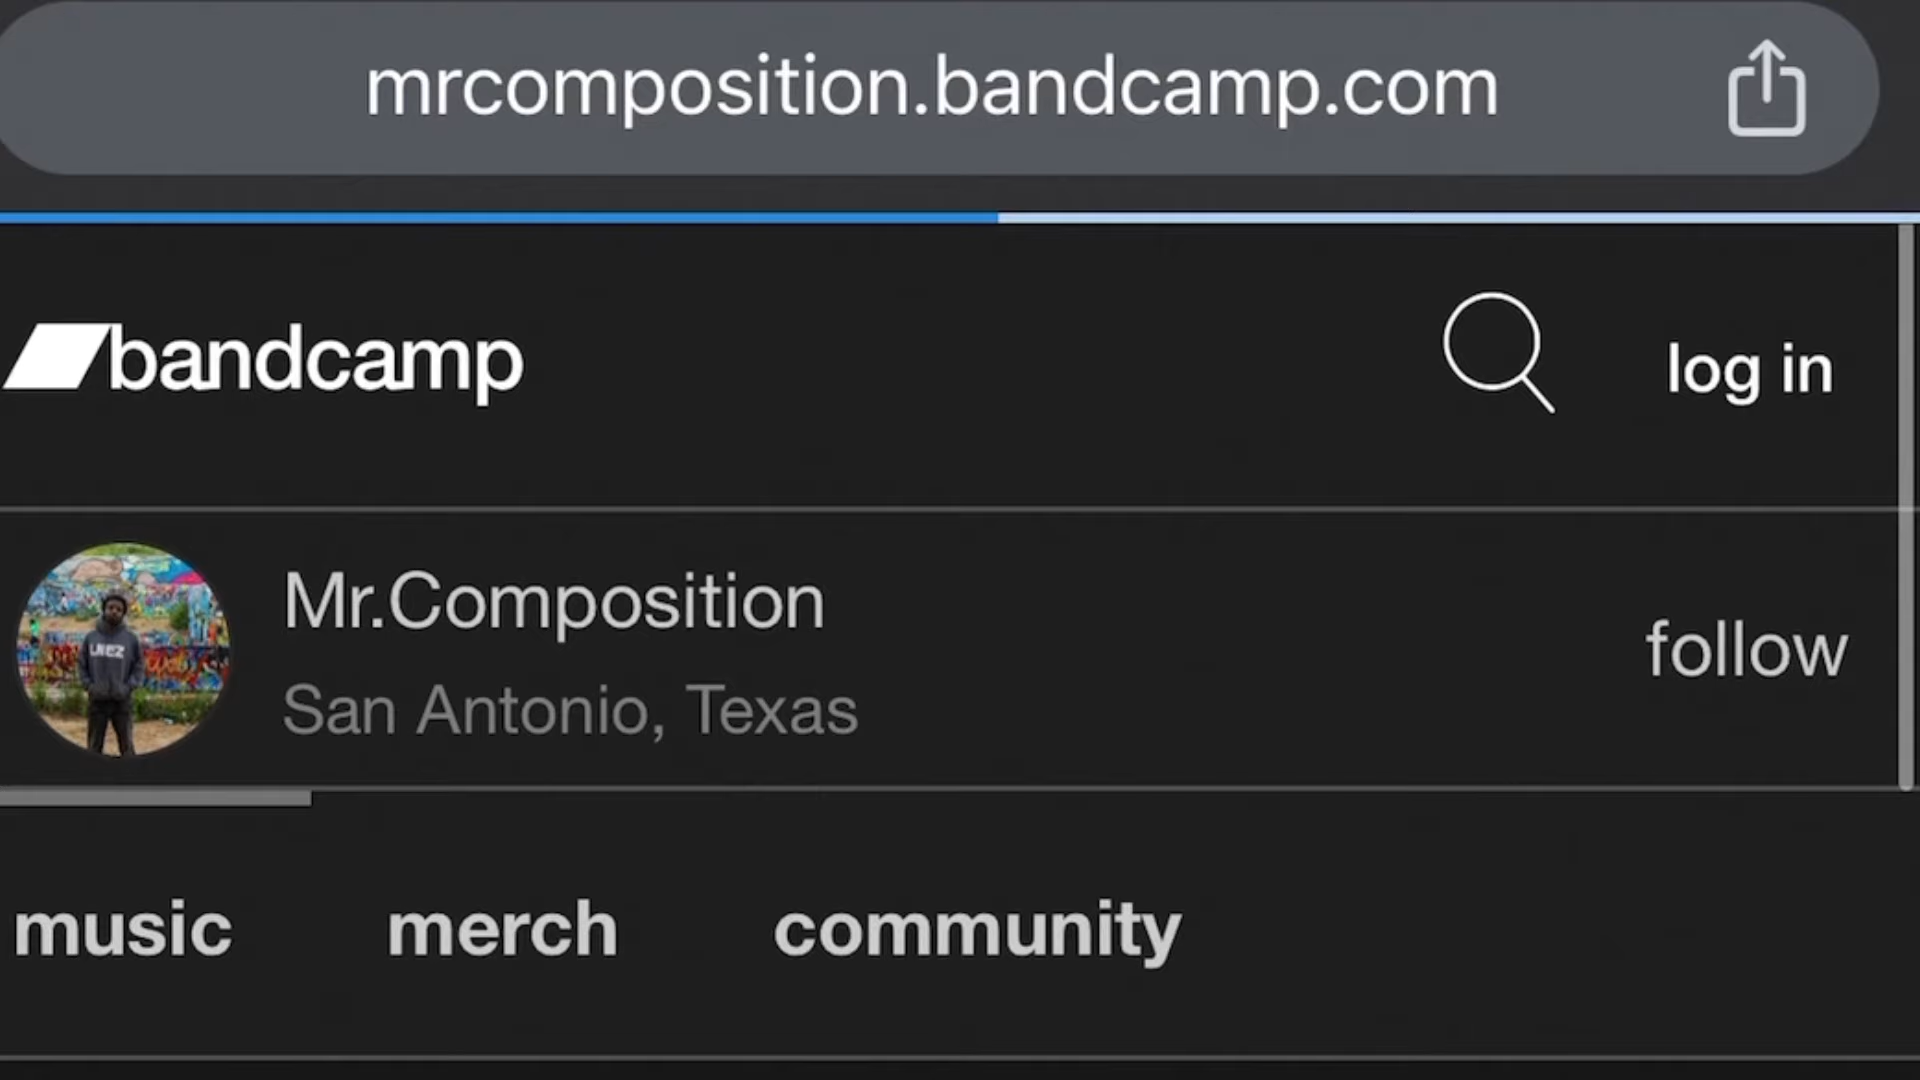 mrcomposition.bandcamp.com
bandcamp
log in
Mr.Composition
San Antonio, Texas
follow
music
merch
community